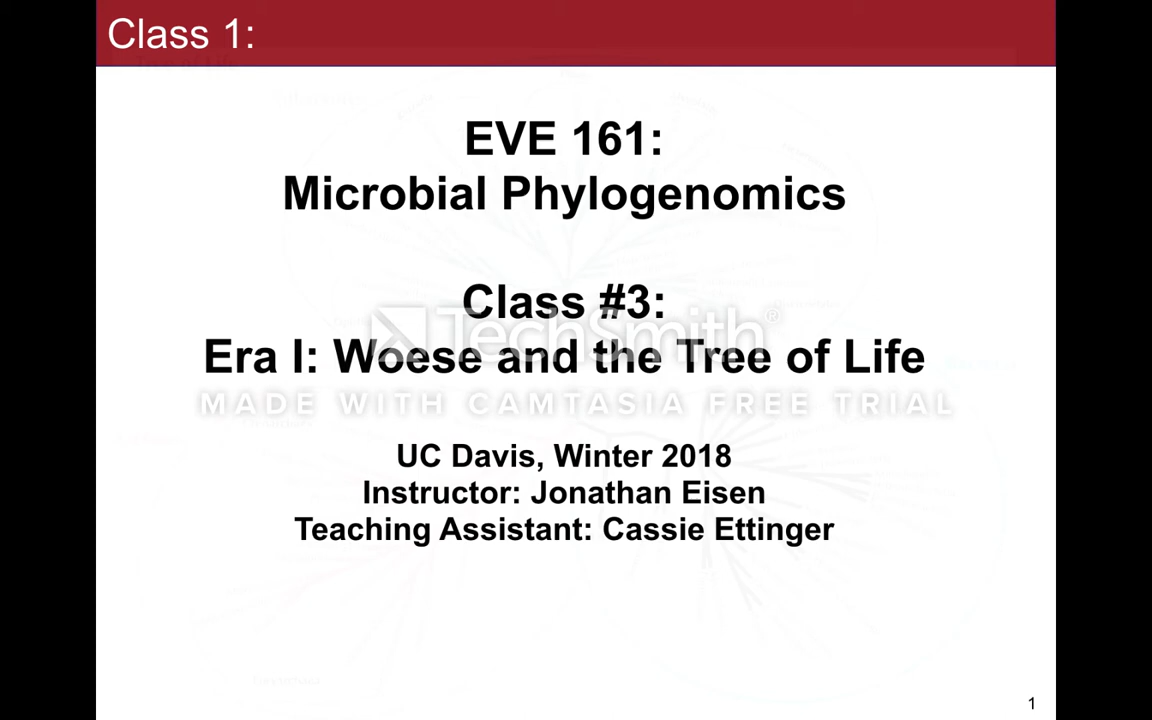 Class 1:
EVE 161:
Microbial Phylogenomics
Class #3:
Era I: Woese and the Tree of Life
TechSmith®
MADE WITH CAMTASIA FREE TRIAL
UC Davis, Winter 2018
Instructor: Jonathan Eisen
Teaching Assistant: Cassie Ettinger
1